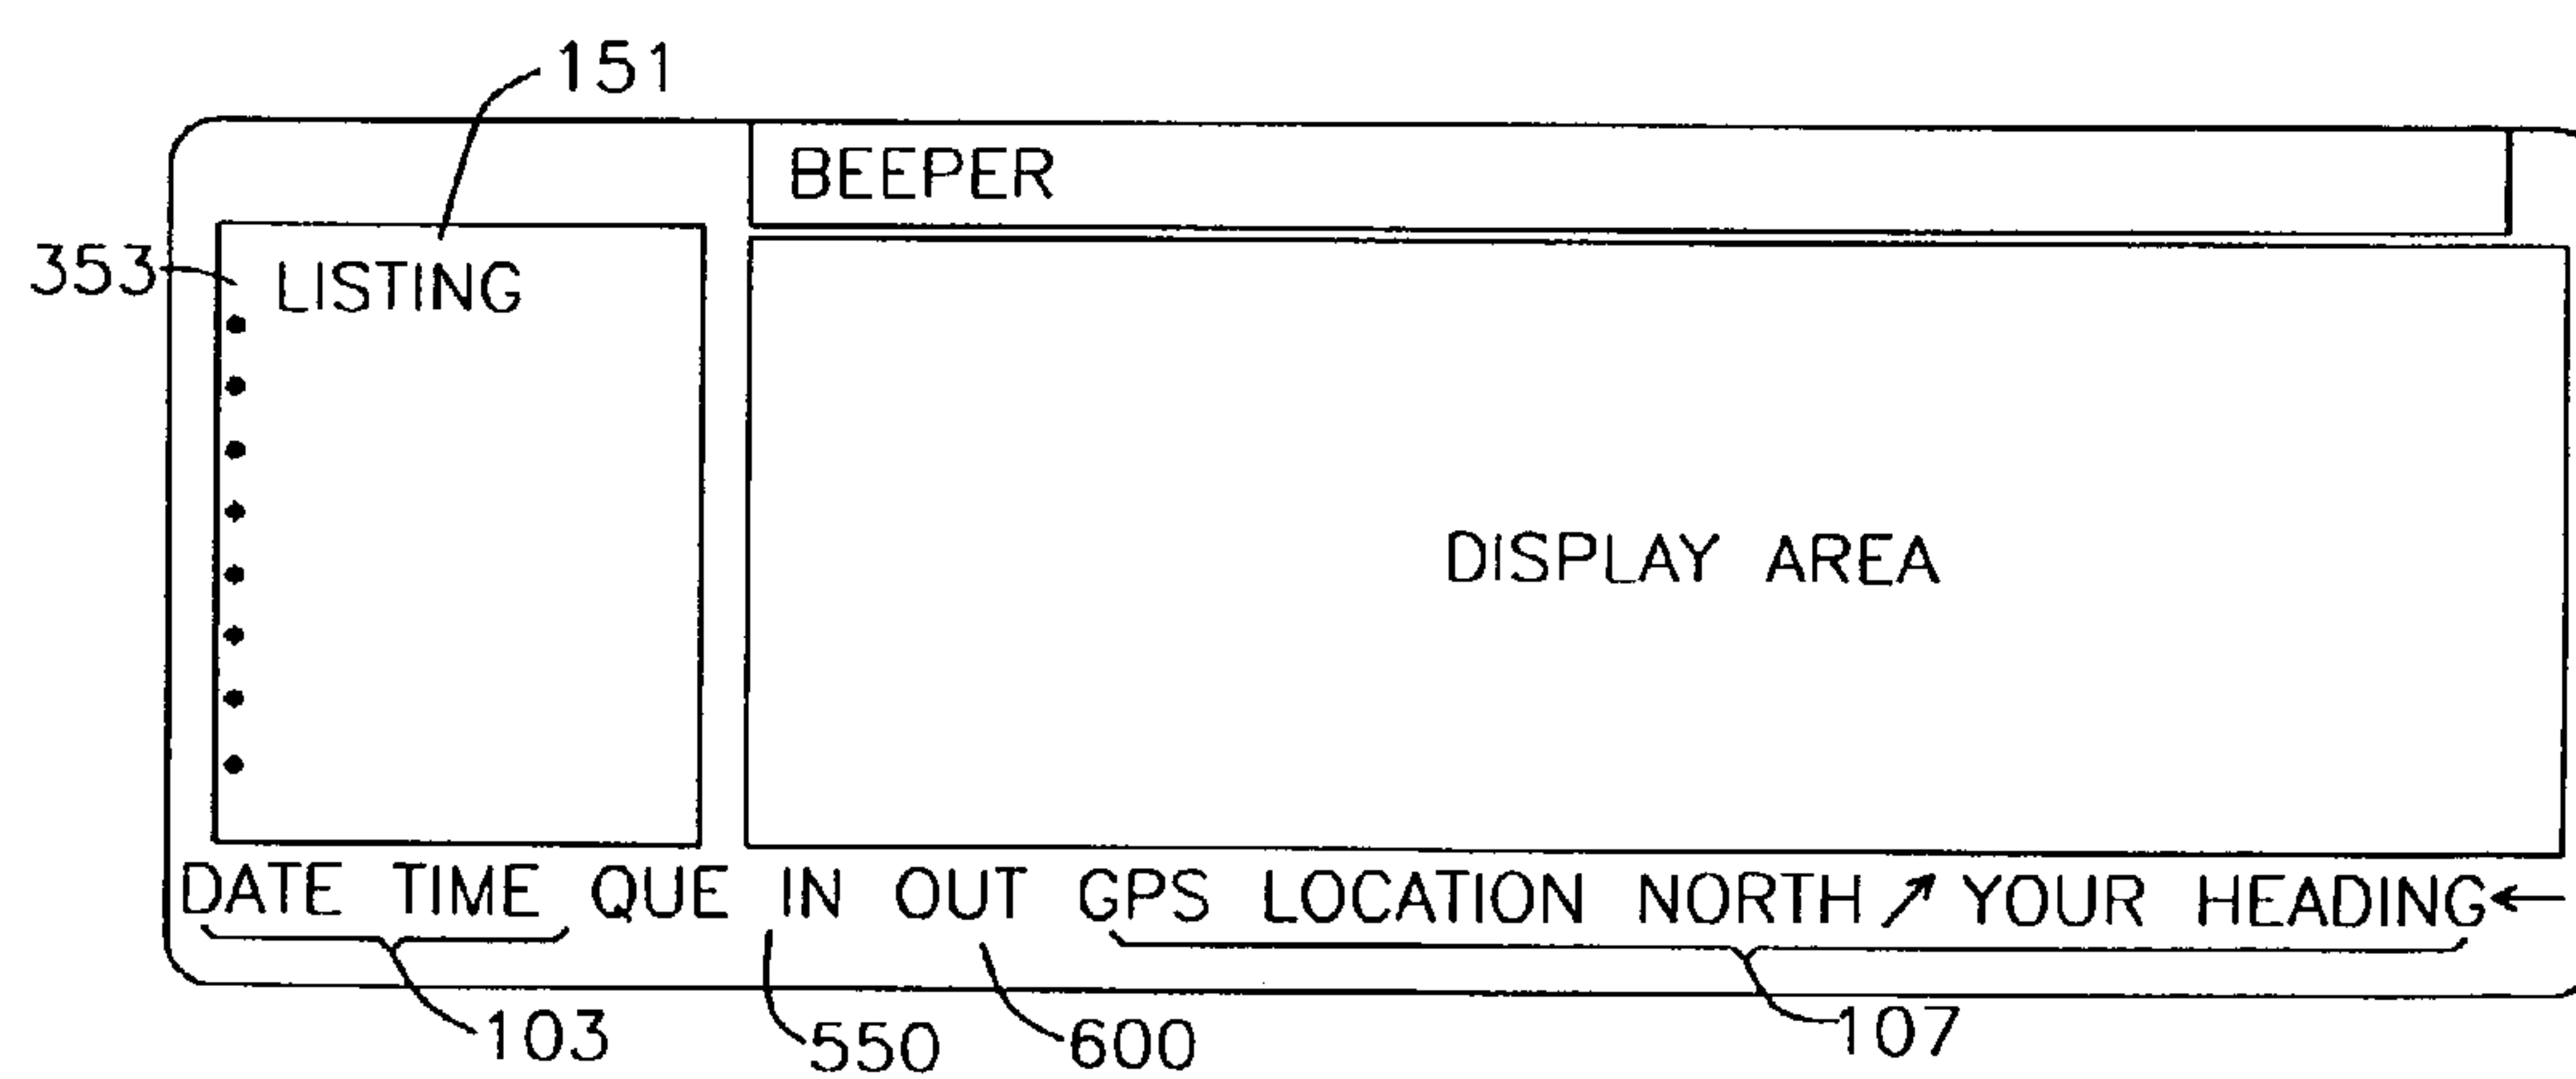 151
BEEPER
353 LISTING
DISPLAY AREA
DATE TIME QUE IN OUT GPS LOCATION NORTH ↗ YOUR HEADING ←
103 550 600 107